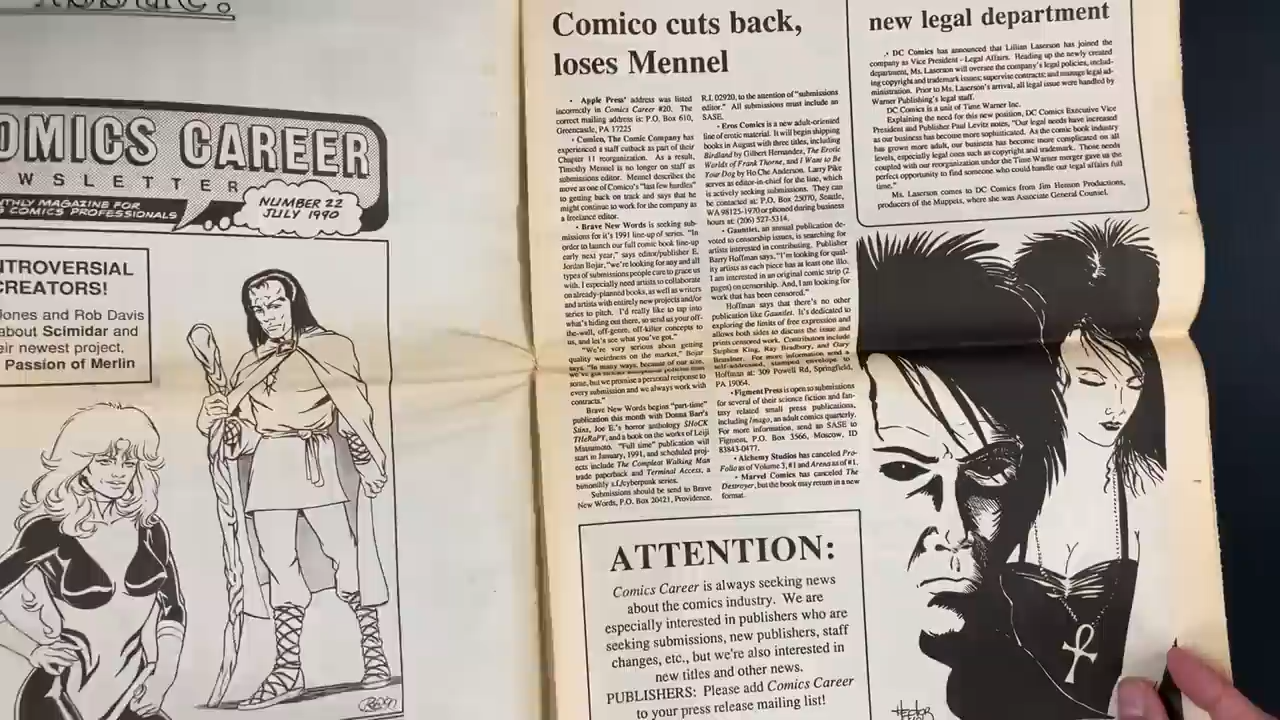 OMICS CAREER
WSLETTER
NTHLY MAGAZINE FOR
S COMICS PROFESSIONALS
NUMBER 22
JULY 1990
NTROVERSIAL
CREATORS!
Jones and Rob Davis
about Scimidar and
eir newest project,
Passion of Merlin
Comico cuts back,
loses Mennel
• Apple Press' address was listed
incorrectly in Comics Career #20. The
correct mailing address is: P.O. Box 610,
Greencastle, PA 17225
• Comico, The Comic Company has
experienced a staff cutback as part of their
Chapter 11 reorganization. As a result,
Timothy Mennel is no longer on staff as
submissions editor. Mennel describes the
move as one of Comico's "last few hurdles"
to getting back on track and says that he
might continue to work for the company as
a freelance editor.
• Brave New Words is seeking sub-
missions for it's 1991 line-up of series. "In
order to launch our full comic book line-up
early next year," says editor/publisher E.
Jordan Bojar, "we're looking for any and all
types of submissions people care to grace us
with. I especially need artists to collaborate
on already-planned books, as well as writers
and artists with entirely new projects and/or
series to pitch. I'd really like to tap into
what's hiding out there, so send us your off-
the-wall, off-genre, off-killer concepts to
us, and let's see what you've got."
"We're very serious about getting
quality weirdness on the market," Bojar
says. "In many ways, because of our size,
some, but we promise a personal response to
every submission and we always work with
contracts."
Brave New Words begins "part-time"
publication this month with Donna Barr's
Stinz, Joe E.'s horror anthology SHoCK
THeRaPY, and a book on the works of Leiji
Matsumoto. "Full time" publication will
start in January, 1991, and scheduled proj-
ects include The Compleat Walking Man
trade paperback and Terminal Access, a
bimonthly s.f./cyberpunk series.
Submissions should be send to Brave
New Words, P.O. Box 20421, Providence,
R.I. 02920, to the attention of "submissions
editor." All submissions must include an
SASE.
• Eros Comics is a new adult-oriented
line of erotic material. It will begin shipping
books in August with three titles, including
Birdland by Gilbert Hernandez, The Erotic
Worlds of Frank Thorne, and I Want to Be
Your Dog by Ho Che Anderson. Larry Pike
serves as editor-in-chief for the line, which
is actively seeking submissions. They can
be contacted at: P.O. Box 25070, Seattle,
WA 98125-1970 or phoned during business
hours at: (206) 527-5314.
• Gauntlet, an annual publication de-
voted to censorship issues, is searching for
artists interested in contributing. Publisher
Barry Hoffman says, "I'm looking for qual-
ity artists as each piece has at least one illo.
I am interested in an original comic strip (2
pages) on censorship. And, I am looking for
work that has been censored."
Hoffman says that there's no other
publication like Gauntlet. It's dedicated to
exploring the limits of free expression and
allows both sides to discuss the issue and
prints censored work. Contributors include
Stephen King, Ray Bradbury, and Gary
For more information send a
self-addressed, stamped envelope to
Hoffman at: 309 Powell Rd, Springfield,
PA 19064.
• Figment Press is open to submissions
for several of their science fiction and fan-
tasy related small press publications,
including Imago, an adult comics quarterly.
For more information, send an SASE to
Figment, P.O. Box 3566, Moscow, ID
83843-0477.
• Alchemy Studios has canceled Pro-
Folio as of Volume 3, #1 and Arena as of #1.
• Marvel Comics has canceled The
Destroyer, but the book may return in a new
format.
new legal department
• DC Comics has announced that Lillian Laserson has joined the
company as Vice President - Legal Affairs. Heading up the newly created
department, Ms. Laserson will oversee the company's legal policies, includ-
ing copyright and trademark issues; supervise contracts; and manage legal ad-
ministration. Prior to Ms. Laserson's arrival, all legal issue were handled by
Warner Publishing's legal staff.
DC Comics is a unit of Time Warner Inc.
Explaining the need for this new position, DC Comics Executive Vice
President and Publisher Paul Levitz notes, "Our legal needs have increased
as our business has become more sophisticated. As the comic book industry
has grown more adult, our business has become more complicated on all
levels, especially legal ones such as copyright and trademark. Those needs
coupled with our reorganization under the Time Warner merger gave us the
perfect opportunity to find someone who could handle our legal affairs full
time."
Ms. Laserson comes to DC Comics from Jim Henson Productions,
producers of the Muppets, where she was Associate General Counsel.
ATTENTION:
Comics Career is always seeking news
about the comics industry. We are
especially interested in publishers who are
seeking submissions, new publishers, staff
changes, etc., but we're also interested in
new titles and other news.
PUBLISHERS: Please add Comics Career
to your press release mailing list!
HECTOR